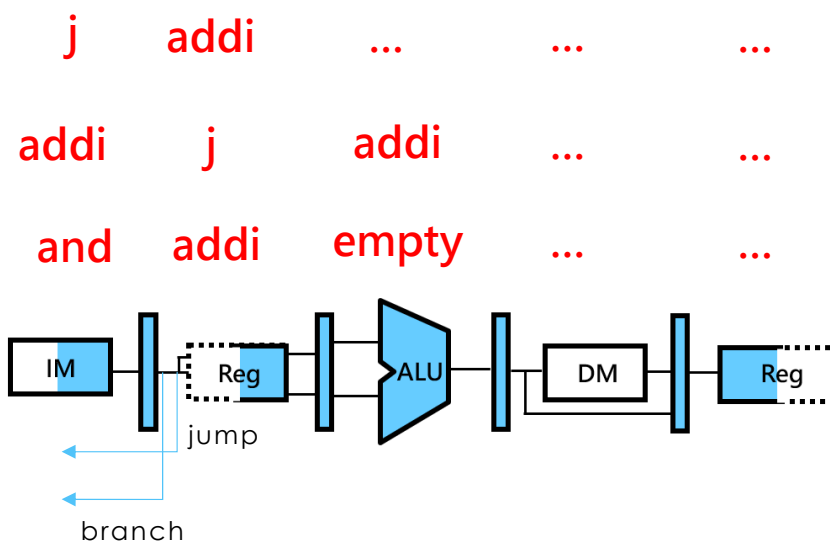 j addi ... ... ...
addi j addi ... ...
and addi empty ... ...
IM Reg ALU DM Reg
jump
branch